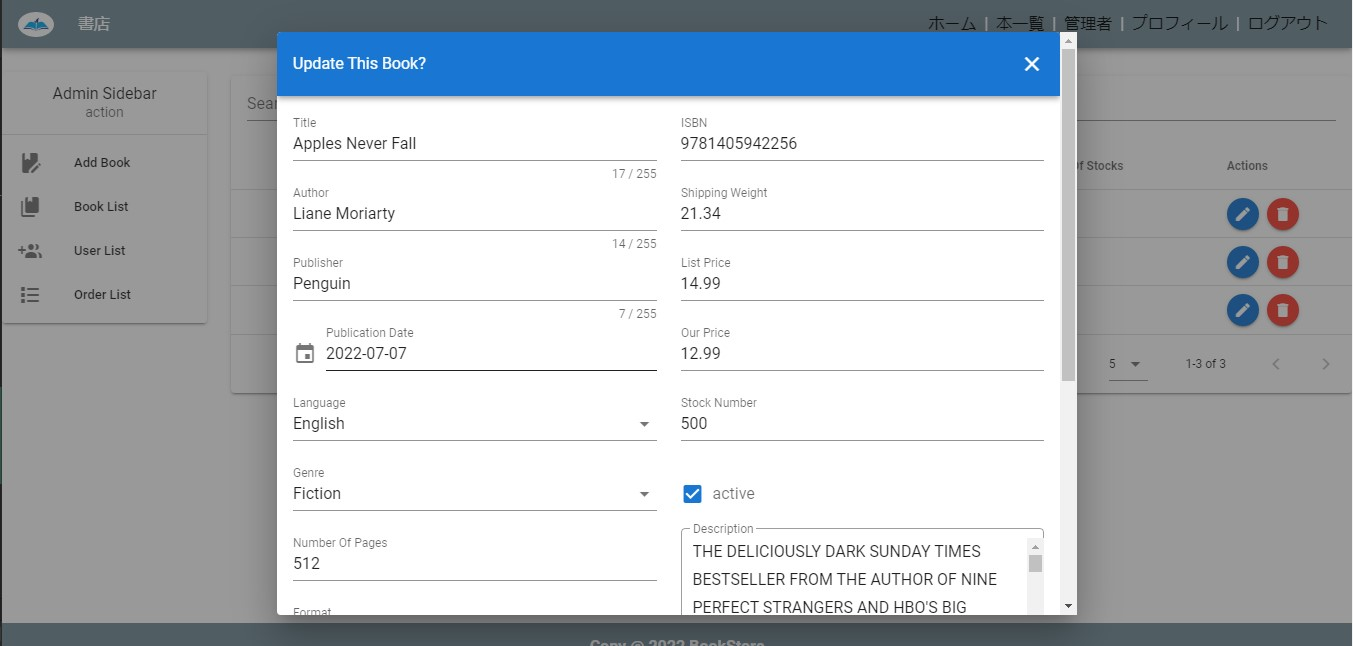 書店
ホーム | 本一覧 | 管理者 | プロフィール | ログアウト
Update This Book?
Admin Sidebar
action
Add Book
Book List
User List
Order List
Title
Apples Never Fall
17 / 255
ISBN
9781405942256
Author
Liane Moriarty
14 / 255
Shipping Weight
21.34
Publisher
Penguin
7 / 255
List Price
14.99
Publication Date
2022-07-07
Our Price
12.99
Language
English
Stock Number
500
Genre
Fiction
active
Number Of Pages
512
Description
THE DELICIOUSLY DARK SUNDAY TIMES
BESTSELLER FROM THE AUTHOR OF NINE
PERFECT STRANGERS AND HBO'S BIG
Format
Stocks
Actions
5
1-3 of 3
Copy @ 2022 BookStore